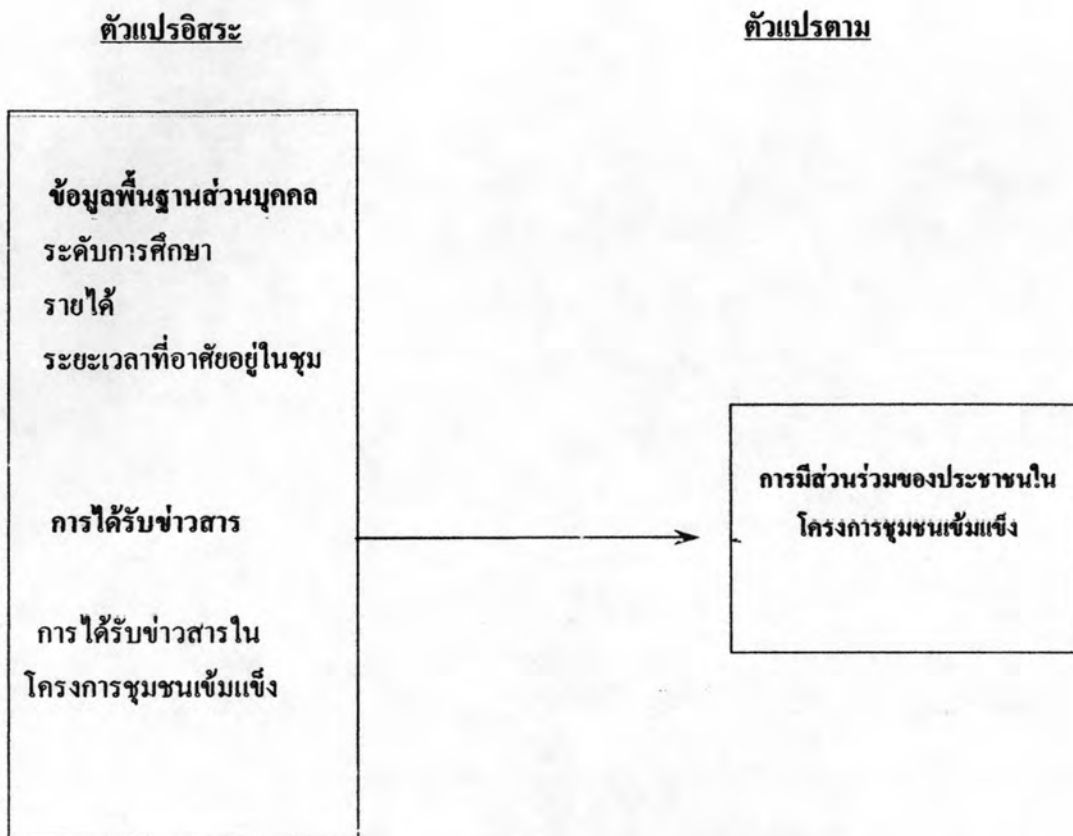 ตัวแปรอิสระ
ตัวแปรตาม
ข้อมูลพื้นฐานส่วนบุคคล
ระดับการศึกษา
รายได้
ระยะเวลาที่อาศัยอยู่ในชุม
การได้รับข่าวสาร
การได้รับข่าวสารใน
โครงการชุมชนเข้มแข็ง
การมีส่วนร่วมของประชาชนใน
โครงการชุมชนเข้มแข็ง